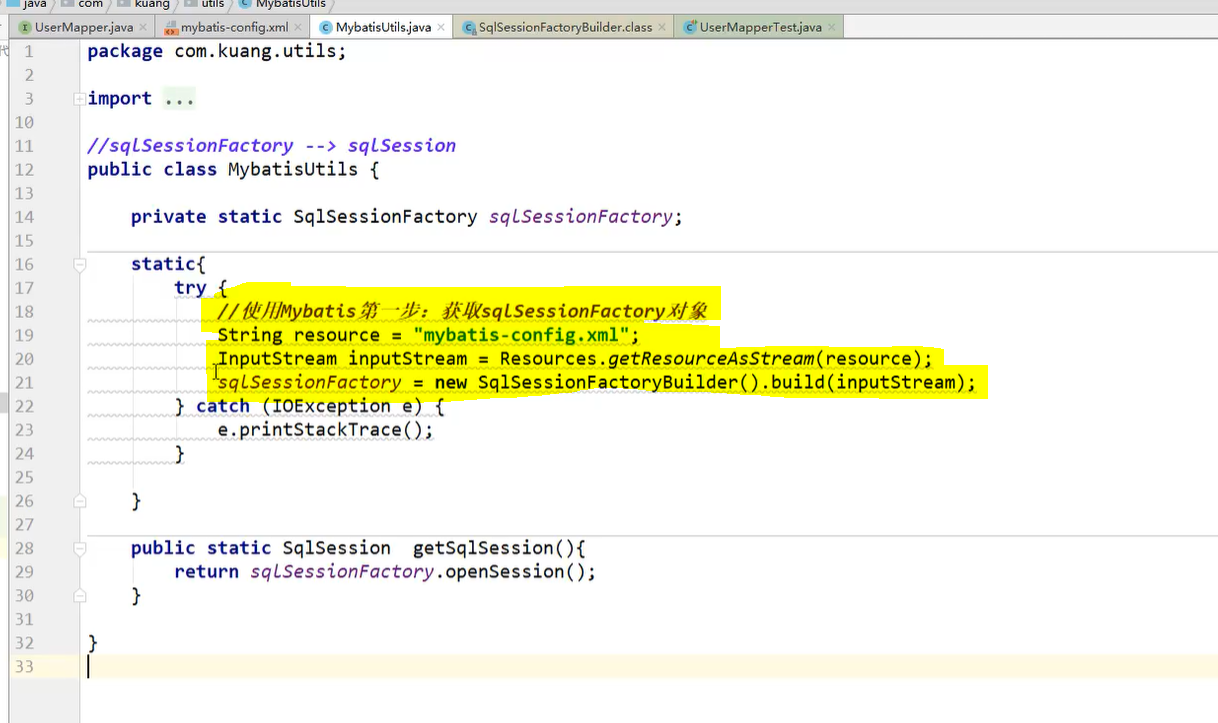 java com kuang utils MybatisUtils
UserMapper.java mybatis-config.xml MybatisUtils.java SqlSessionFactoryBuilder.class UserMapperTest.java
1 package com.kuang.utils;
2
3 import ...
10
11 //sqlSessionFactory --> sqlSession
12 public class MybatisUtils {
13
14 private static SqlSessionFactory sqlSessionFactory;
15
16 static{
17 try {
18 //使用Mybatis第一步: 获取sqlSessionFactory对象
19 String resource = "mybatis-config.xml";
20 InputStream inputStream = Resources.getResourceAsStream(resource);
21 sqlSessionFactory = new SqlSessionFactoryBuilder().build(inputStream);
22 } catch (IOException e) {
23 e.printStackTrace();
24 }
25
26 }
27
28 public static SqlSession  getSqlSession(){
29 return sqlSessionFactory.openSession();
30 }
31
32 }
33